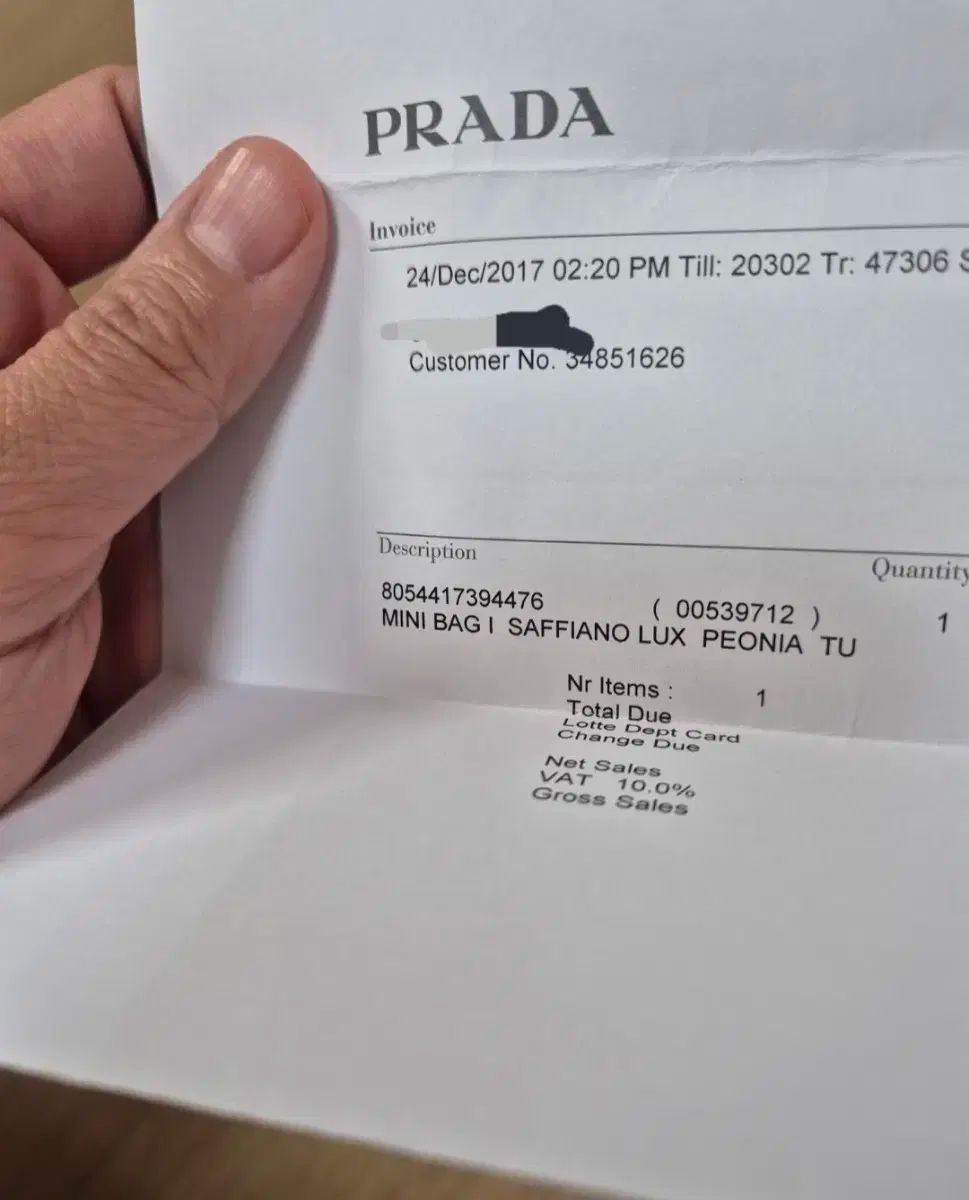 PRADA
Invoice
24/Dec/2017 02:20 PM Till: 20302 Tr: 47306 S
Customer No. 34851626
Description Quantity
8054417394476 ( 00539712 ) 1
MINI BAG I SAFFIANO LUX PEONIA TU
Nr Items : 1
Total Due
Lotte Dept Card
Change Due
Net Sales
VAT 10.0%
Gross Sales